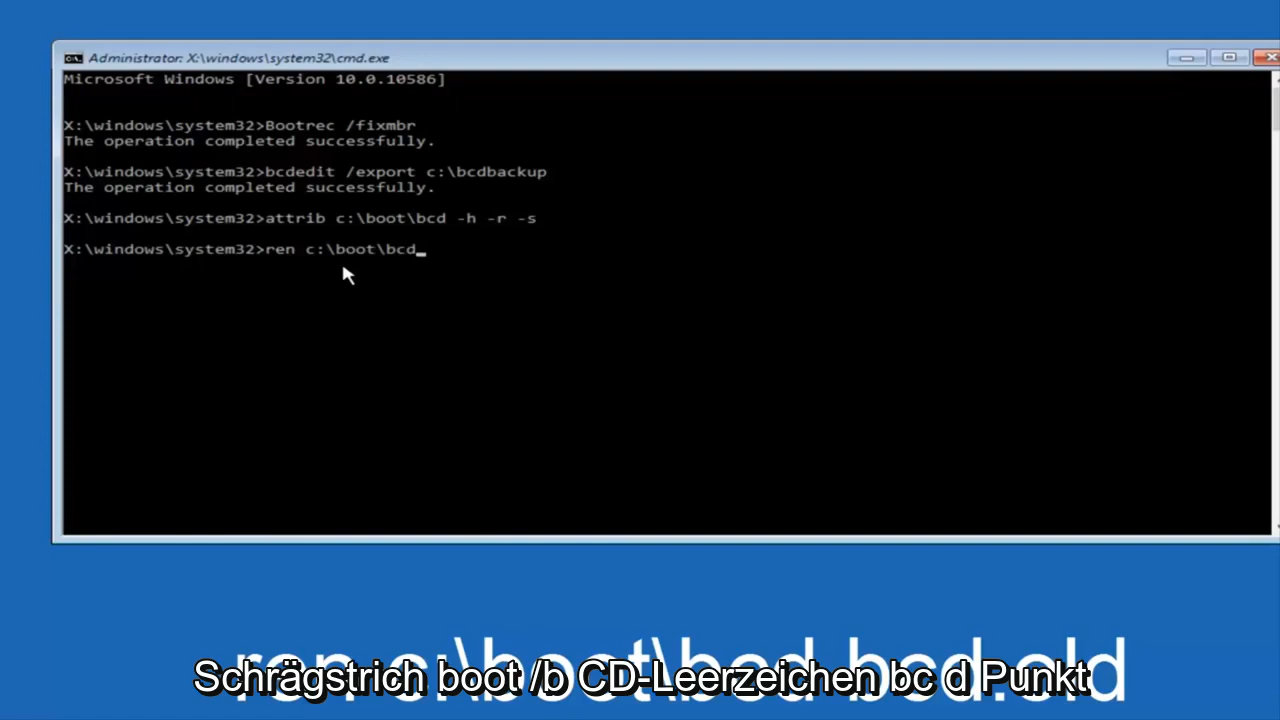 Administrator: X:\windows\system32\cmd.exe
Microsoft Windows [Version 10.0.10586]
X:\windows\system32>Bootrec /fixmbr
The operation completed successfully.
X:\windows\system32>bcdedit /export c:\bcdbackup
The operation completed successfully.
X:\windows\system32>attrib c:\boot\bcd -h -r -s
X:\windows\system32>ren c:\boot\bcd_
ren c:\boot\bcd bcd.old
Schrägstrich boot /b CD-Leerzeichen bc d Punkt